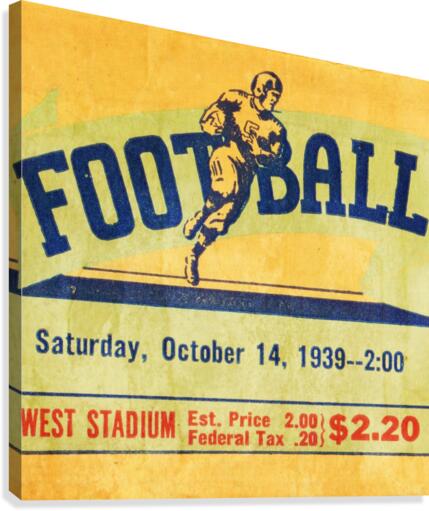 FOOTBALL
Saturday, October 14, 1939--2:00
WEST STADIUM Est. Price 2.00} $2.20
Federal Tax .20}